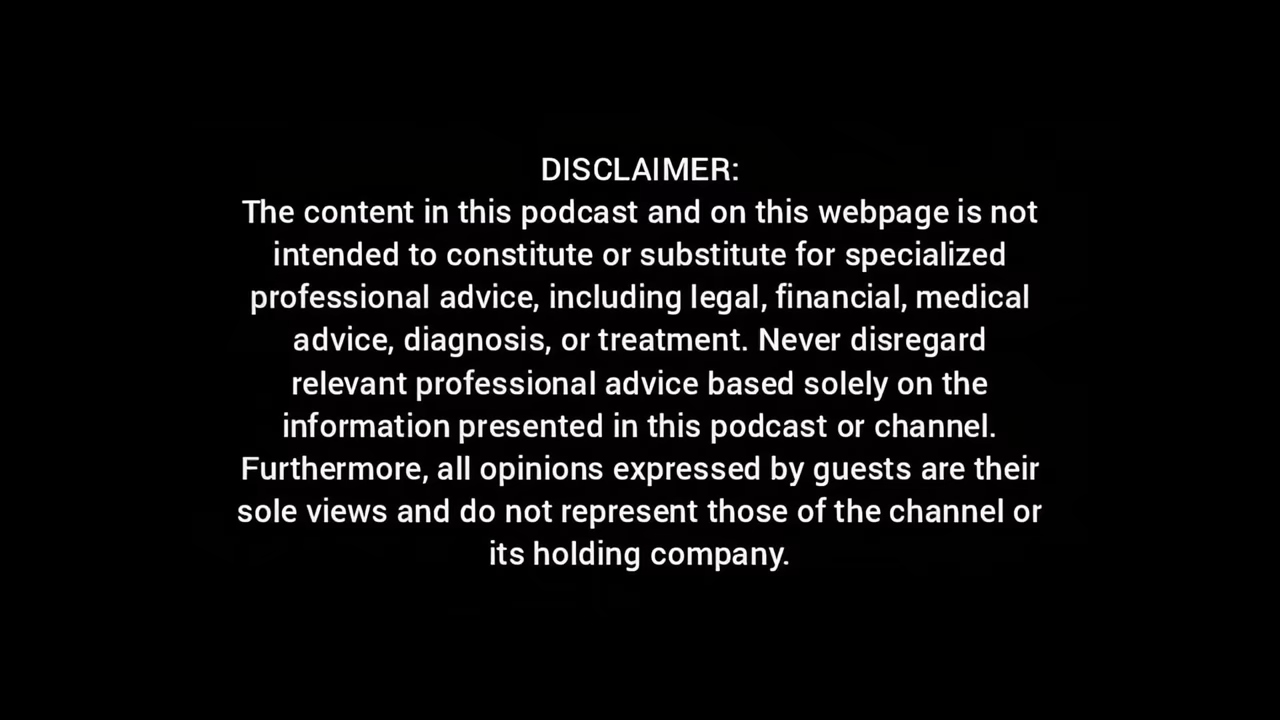 DISCLAIMER:
The content in this podcast and on this webpage is not
intended to constitute or substitute for specialized
professional advice, including legal, financial, medical
advice, diagnosis, or treatment. Never disregard
relevant professional advice based solely on the
information presented in this podcast or channel.
Furthermore, all opinions expressed by guests are their
sole views and do not represent those of the channel or
its holding company.